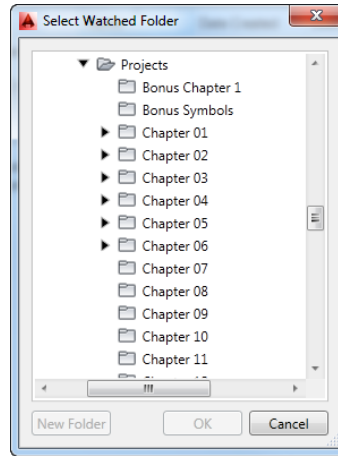 Select Watched Folder
Projects
Bonus Chapter 1
Bonus Symbols
Chapter 01
Chapter 02
Chapter 03
Chapter 04
Chapter 05
Chapter 06
Chapter 07
Chapter 08
Chapter 09
Chapter 10
Chapter 11
New Folder OK Cancel